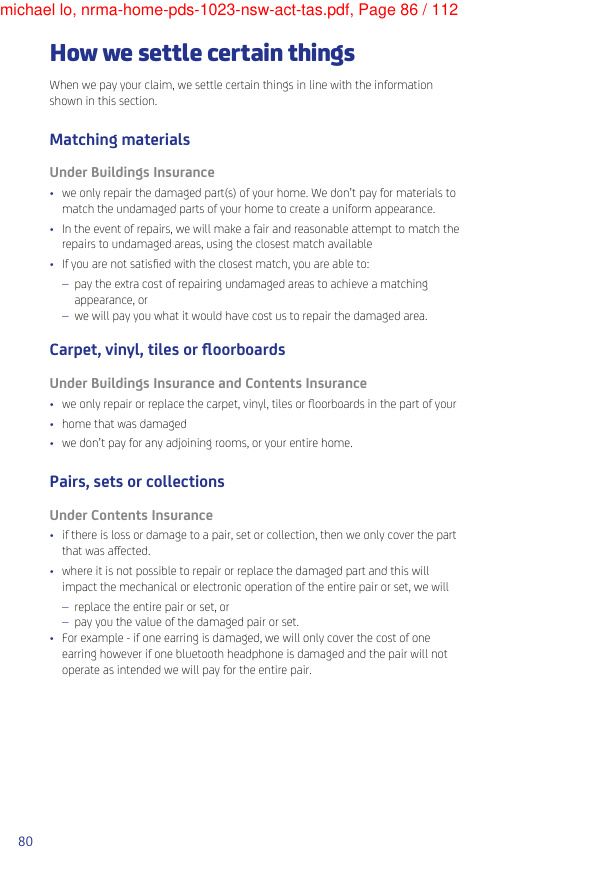 michael lo, nrma-home-pds-1023-nsw-act-tas.pdf, Page 86 / 112
How we settle certain things
When we pay your claim, we settle certain things in line with the information
shown in this section.
Matching materials
Under Buildings Insurance
• we only repair the damaged part(s) of your home. We don't pay for materials to
match the undamaged parts of your home to create a uniform appearance.
• In the event of repairs, we will make a fair and reasonable attempt to match the
repairs to undamaged areas, using the closest match available
• If you are not satisfied with the closest match, you are able to:
– pay the extra cost of repairing undamaged areas to achieve a matching
appearance, or
– we will pay you what it would have cost us to repair the damaged area.
Carpet, vinyl, tiles or floorboards
Under Buildings Insurance and Contents Insurance
• we only repair or replace the carpet, vinyl, tiles or floorboards in the part of your
• home that was damaged
• we don't pay for any adjoining rooms, or your entire home.
Pairs, sets or collections
Under Contents Insurance
• if there is loss or damage to a pair, set or collection, then we only cover the part
that was affected.
• where it is not possible to repair or replace the damaged part and this will
impact the mechanical or electronic operation of the entire pair or set, we will
– replace the entire pair or set, or
– pay you the value of the damaged pair or set.
• For example - if one earring is damaged, we will only cover the cost of one
earring however if one bluetooth headphone is damaged and the pair will not
operate as intended we will pay for the entire pair.
80